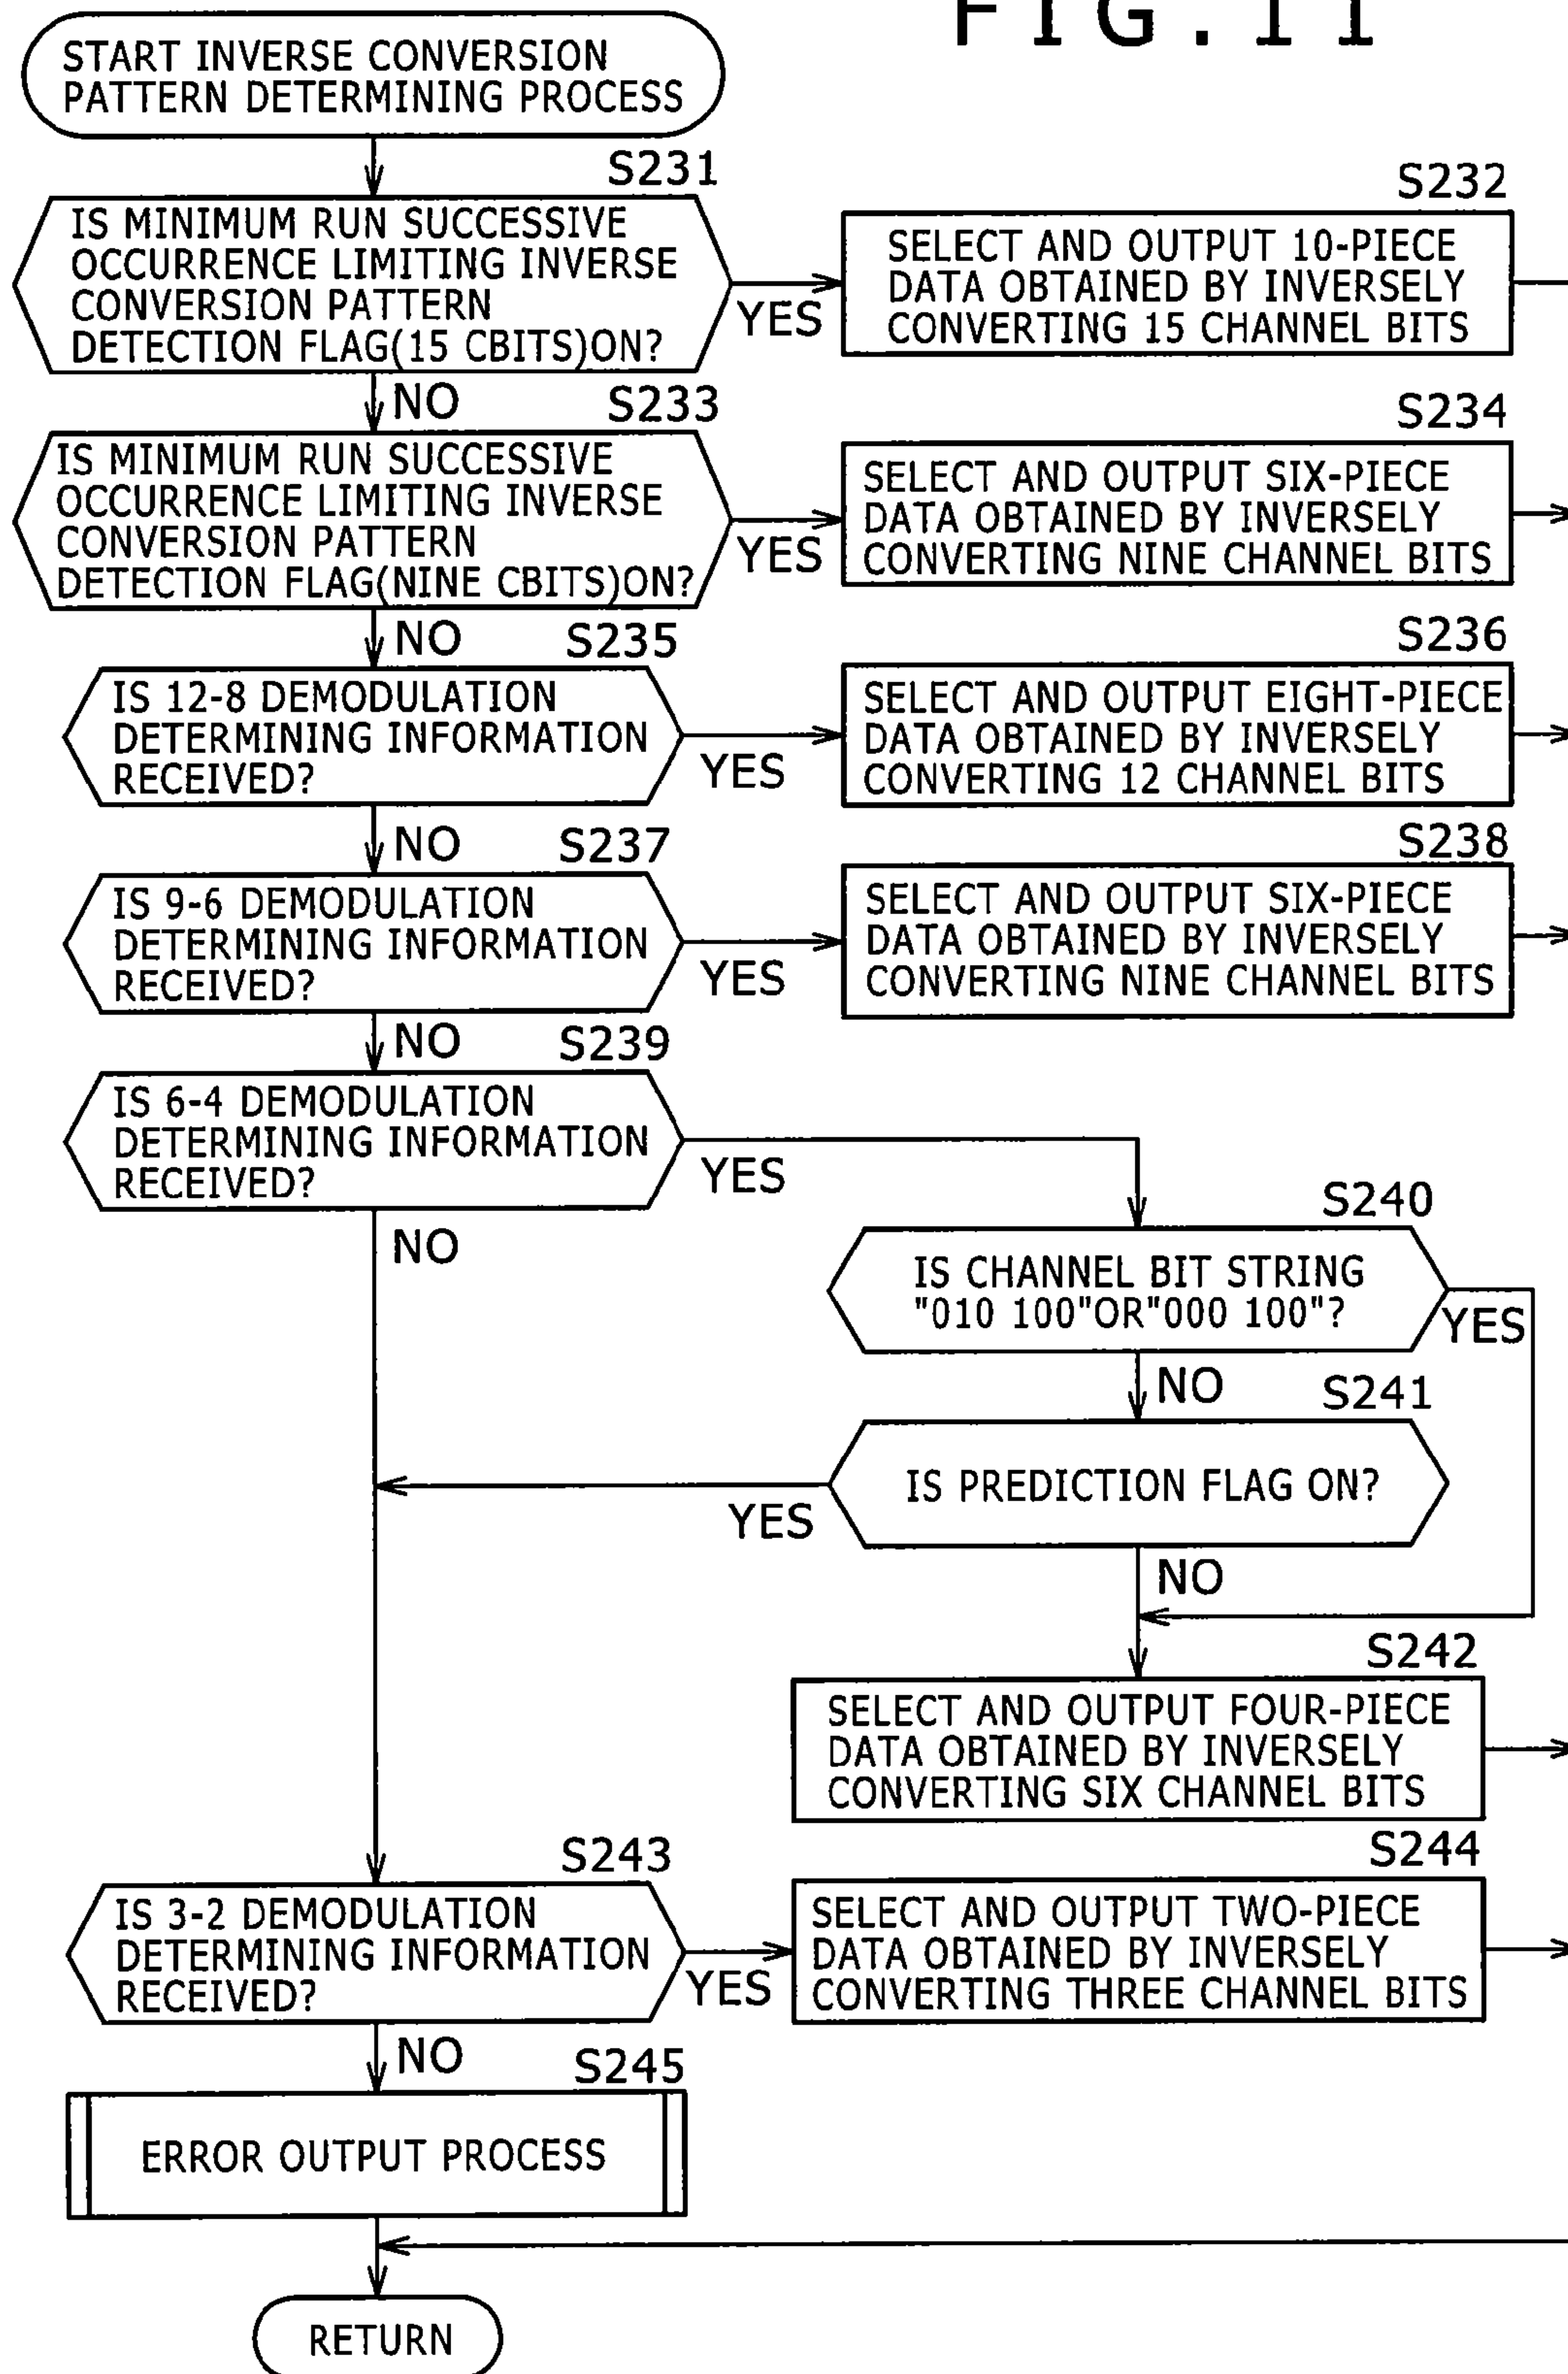 FIG.11
START INVERSE CONVERSION
PATTERN DETERMINING PROCESS
S231
IS MINIMUM RUN SUCCESSIVE
OCCURRENCE LIMITING INVERSE
CONVERSION PATTERN
DETECTION FLAG(15 CBITS)ON?
YES
S232
SELECT AND OUTPUT 10-PIECE
DATA OBTAINED BY INVERSELY
CONVERTING 15 CHANNEL BITS
NO
S233
IS MINIMUM RUN SUCCESSIVE
OCCURRENCE LIMITING INVERSE
CONVERSION PATTERN
DETECTION FLAG(NINE CBITS)ON?
YES
S234
SELECT AND OUTPUT SIX-PIECE
DATA OBTAINED BY INVERSELY
CONVERTING NINE CHANNEL BITS
NO
S235
IS 12-8 DEMODULATION
DETERMINING INFORMATION
RECEIVED?
YES
S236
SELECT AND OUTPUT EIGHT-PIECE
DATA OBTAINED BY INVERSELY
CONVERTING 12 CHANNEL BITS
NO
S237
IS 9-6 DEMODULATION
DETERMINING INFORMATION
RECEIVED?
YES
S238
SELECT AND OUTPUT SIX-PIECE
DATA OBTAINED BY INVERSELY
CONVERTING NINE CHANNEL BITS
NO
S239
IS 6-4 DEMODULATION
DETERMINING INFORMATION
RECEIVED?
YES
NO
S240
IS CHANNEL BIT STRING
"010 100"OR"000 100"?
YES
NO
S241
IS PREDICTION FLAG ON?
YES
NO
S242
SELECT AND OUTPUT FOUR-PIECE
DATA OBTAINED BY INVERSELY
CONVERTING SIX CHANNEL BITS
S243
IS 3-2 DEMODULATION
DETERMINING INFORMATION
RECEIVED?
YES
S244
SELECT AND OUTPUT TWO-PIECE
DATA OBTAINED BY INVERSELY
CONVERTING THREE CHANNEL BITS
NO
S245
ERROR OUTPUT PROCESS
RETURN